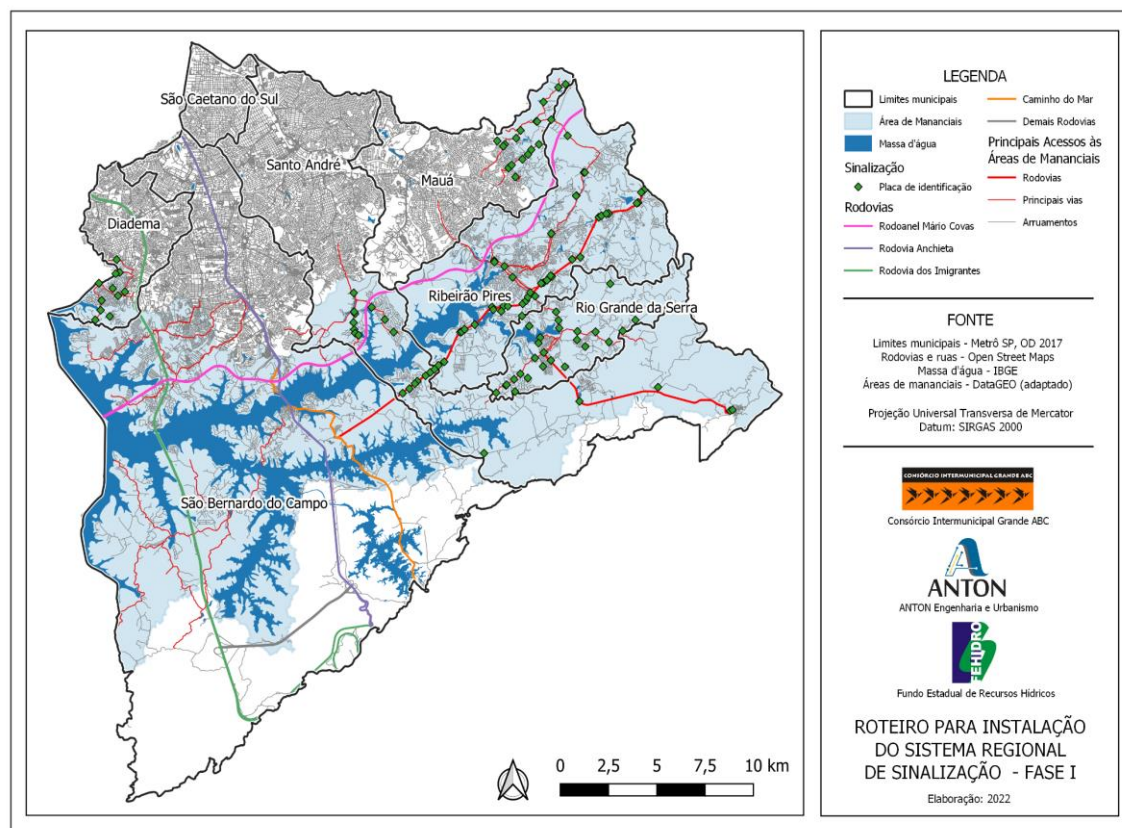 São Caetano do Sul
Santo André
Mauá
Diadema
Ribeirão Pires
Rio Grande da Serra
São Bernardo do Campo
0 2,5 5 7,5 10 km
LEGENDA
Limites municipais
Área de Mananciais
Massa d'água
Sinalização
Placa de identificação
Rodovias
Rodoanel Mário Covas
Rodovia Anchieta
Rodovia dos Imigrantes
Caminho do Mar
Demais Rodovias
Principais Acessos às
Áreas de Mananciais
Rodovias
Principais vias
Arruamentos
FONTE
Limites municipais - Metrô SP, OD 2017
Rodovias e ruas - Open Street Maps
Massa d'água - IBGE
Áreas de mananciais - DataGEO (adaptado)
Projeção Universal Transversa de Mercator
Datum: SIRGAS 2000
CONSÓRCIO INTERMUNICIPAL GRANDE ABC
Consórcio Intermunicipal Grande ABC
ANTON
ANTON Engenharia e Urbanismo
FEHIDRO
Fundo Estadual de Recursos Hídricos
ROTEIRO PARA INSTALAÇÃO
DO SISTEMA REGIONAL
DE SINALIZAÇÃO - FASE I
Elaboração: 2022